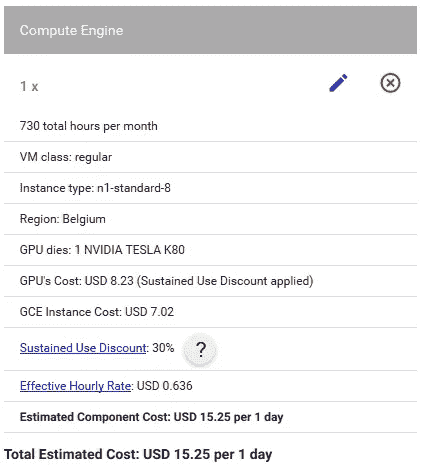 Compute Engine
1 x
730 total hours per month
VM class: regular
Instance type: n1-standard-8
Region: Belgium
GPU dies: 1 NVIDIA TESLA K80
GPU's Cost: USD 8.23 (Sustained Use Discount applied)
GCE Instance Cost: USD 7.02
Sustained Use Discount: 30% ?
Effective Hourly Rate: USD 0.636
Estimated Component Cost: USD 15.25 per 1 day
Total Estimated Cost: USD 15.25 per 1 day